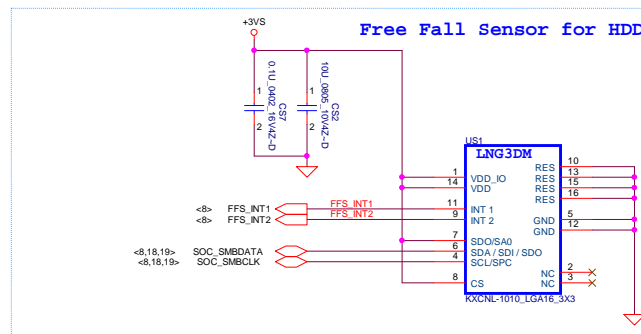 Free Fall Sensor for HDD
+3VS
1
2
0.1U_0402_16V4Z~D
CS7
1
2
10U_0805_10V4Z~D
CS2
US1
LNG3DM
1 VDD_IO
14 VDD
RES 10
RES 13
RES 15
RES 16
<8> FFS_INT1 FFS_INT1 11 INT 1
<8> FFS_INT2 FFS_INT2 9 INT 2
GND 5
GND 12
7 SDO/SA0
<8,18,19> SOC_SMBDATA 6 SDA / SDI / SDO
<8,18,19> SOC_SMBCLK 4 SCL/SPC
NC 2
8 CS NC 3
KXCNL-1010_LGA16_3X3